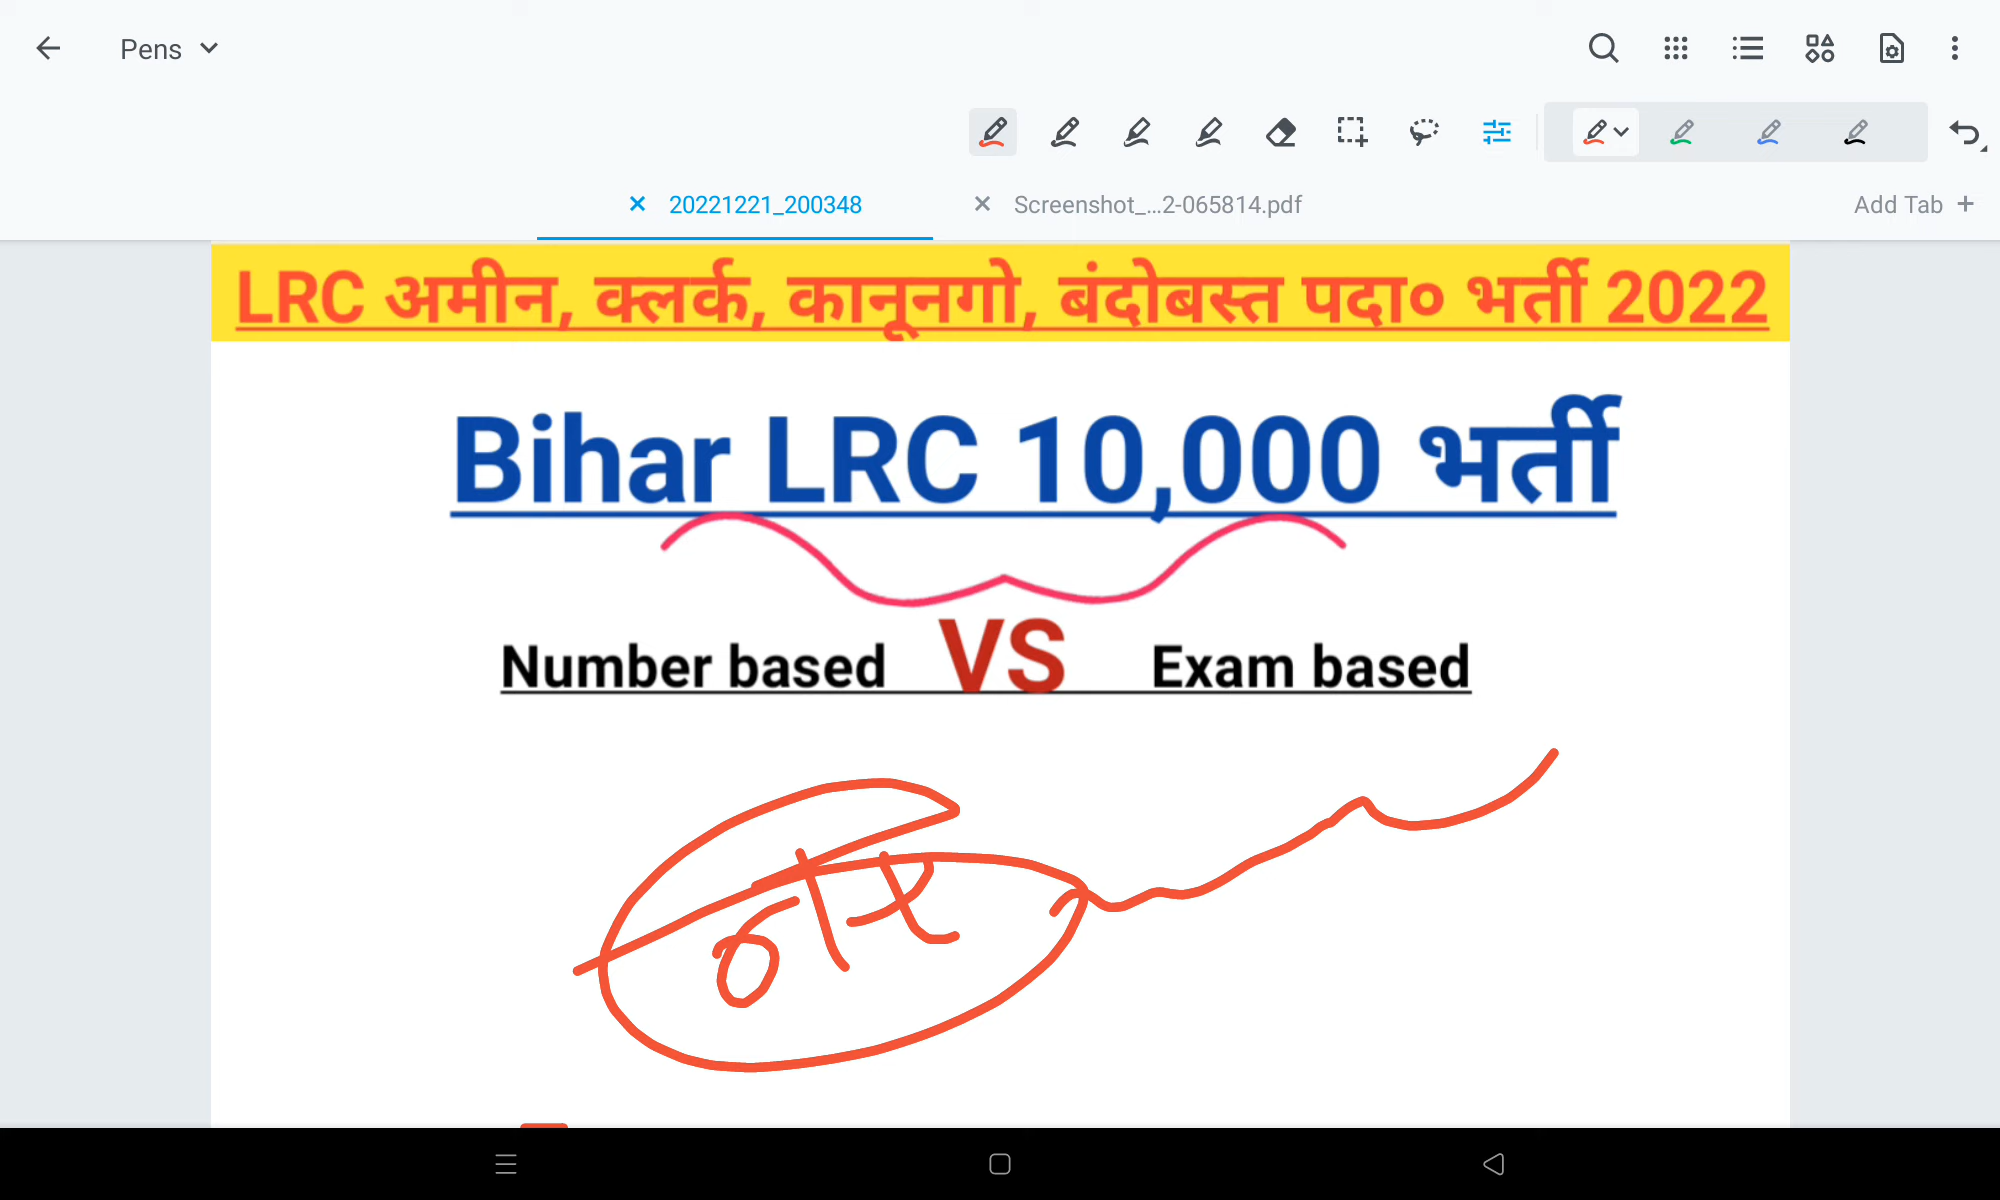 Pens
20221221_200348
Screenshot_...2-065814.pdf
Add Tab +
LRC अमीन, क्लर्क, कानूनगो, बंदोबस्त पदा० भर्ती 2022
Bihar LRC 10,000 भर्ती
Number based VS Exam based